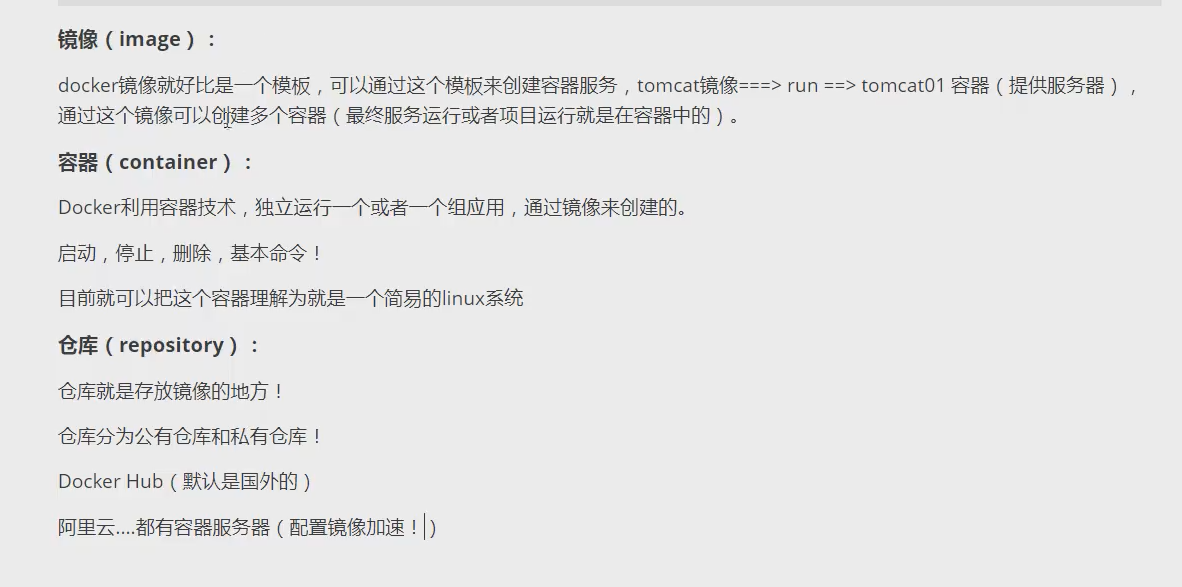 镜像（image）：
docker镜像就好比是一个模板，可以通过这个模板来创建容器服务，tomcat镜像===> run ==> tomcat01 容器（提供服务器），
通过这个镜像可以创建多个容器（最终服务运行或者项目运行就是在容器中的）。
容器（container）：
Docker利用容器技术，独立运行一个或者一个组应用，通过镜像来创建的。
启动，停止，删除，基本命令！
目前就可以把这个容器理解为就是一个简易的linux系统
仓库（repository）：
仓库就是存放镜像的地方！
仓库分为公有仓库和私有仓库！
Docker Hub（默认是国外的）
阿里云....都有容器服务器（配置镜像加速！）